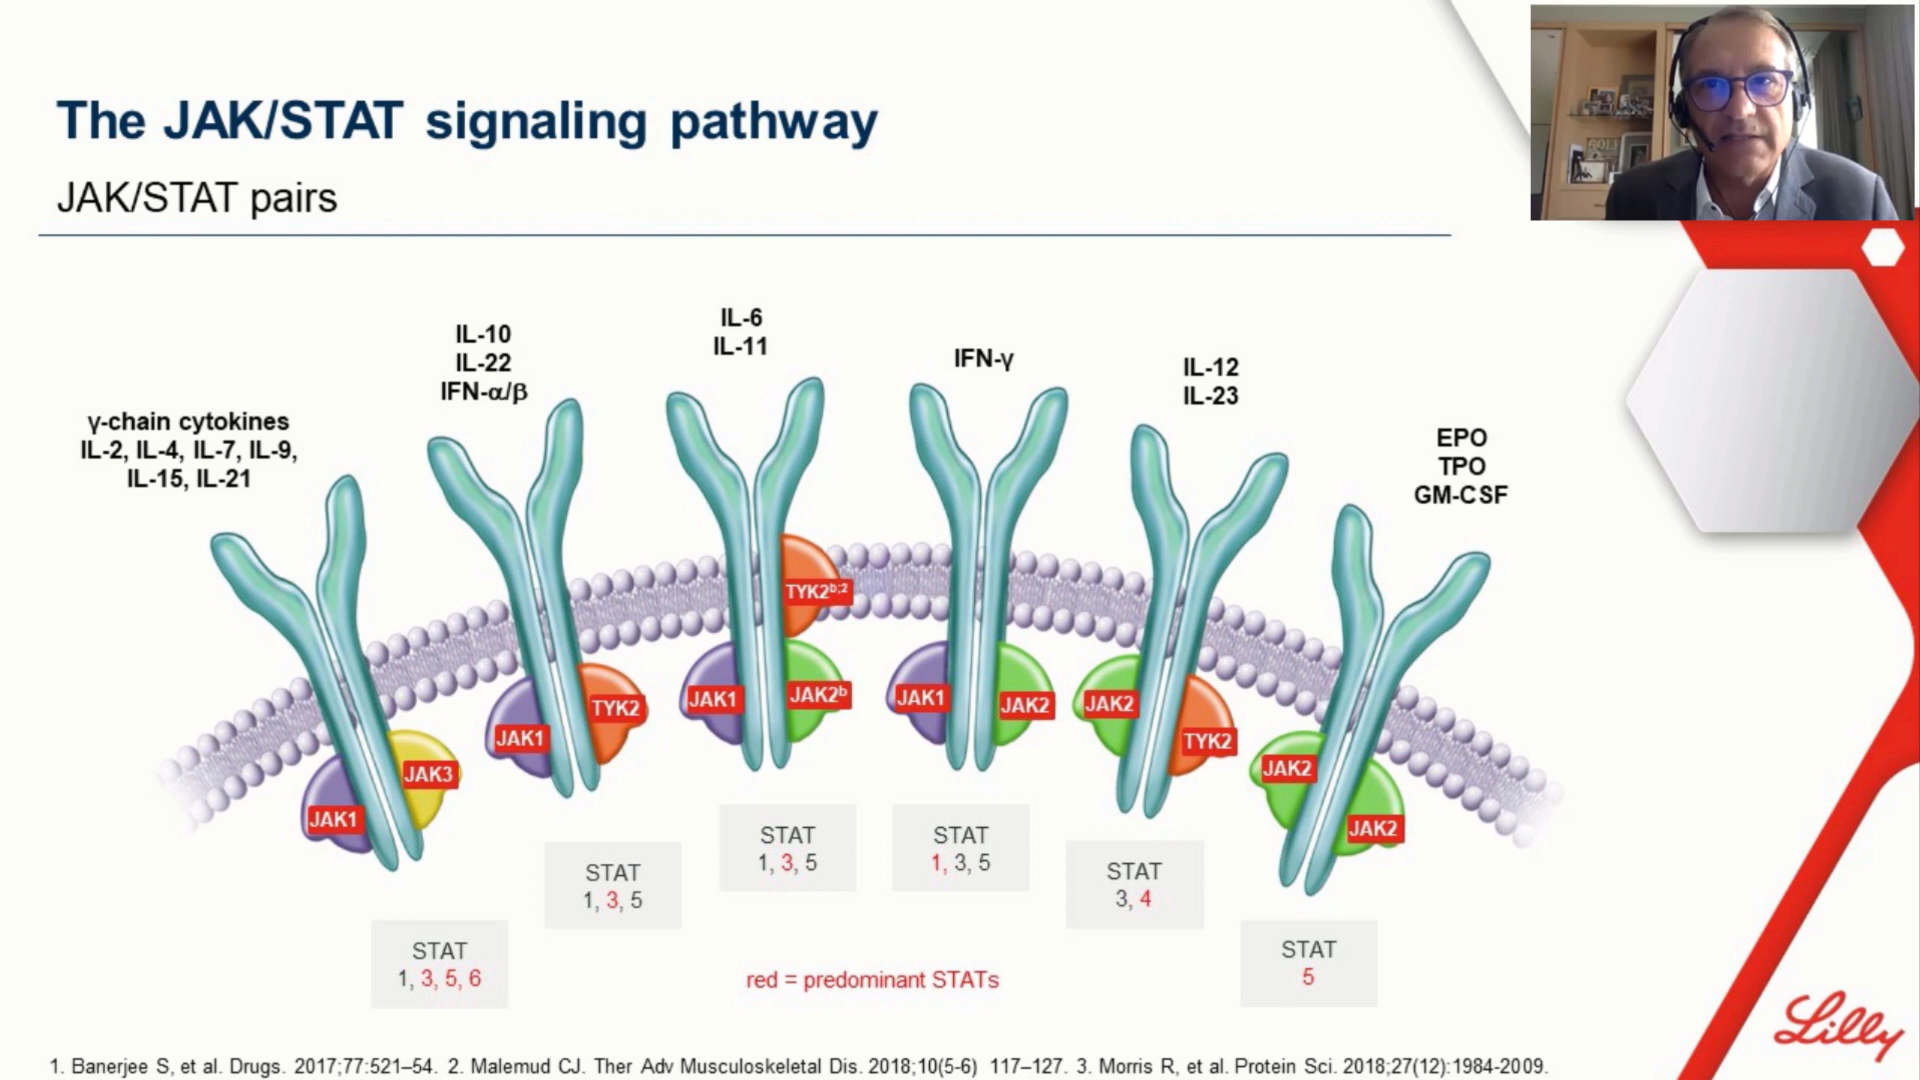 The JAK/STAT signaling pathway
JAK/STAT pairs
γ-chain cytokines
IL-2, IL-4, IL-7, IL-9,
IL-15, IL-21
IL-10
IL-22
IFN-α/β
IL-6
IL-11
IFN-γ
IL-12
IL-23
EPO
TPO
GM-CSF
JAK1
JAK3
JAK1
TYK2
TYK2b;2
JAK1
JAK2b
JAK1
JAK2
JAK2
TYK2
JAK2
JAK2
STAT
1, 3, 5, 6
STAT
1, 3, 5
STAT
1, 3, 5
STAT
1, 3, 5
STAT
3, 4
STAT
5
red = predominant STATs
Lilly
1. Banerjee S, et al. Drugs. 2017;77:521–54. 2. Malemud CJ. Ther Adv Musculoskeletal Dis. 2018;10(5-6) 117–127. 3. Morris R, et al. Protein Sci. 2018;27(12):1984-2009.
GOLF